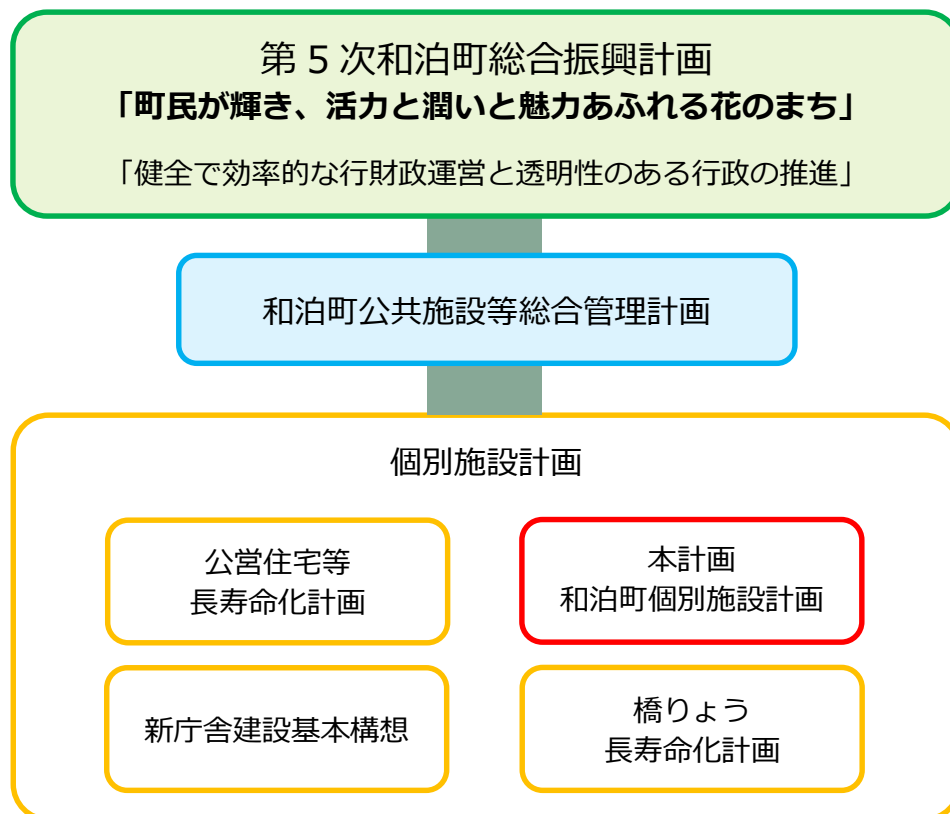 第5次和泊町総合振興計画
「町民が輝き、活力と潤いと魅力あふれる花のまち」
「健全で効率的な行財政運営と透明性のある行政の推進」
和泊町公共施設等総合管理計画
個別施設計画
公営住宅等
長寿命化計画
本計画
和泊町個別施設計画
新庁舎建設基本構想
橋りょう
長寿命化計画